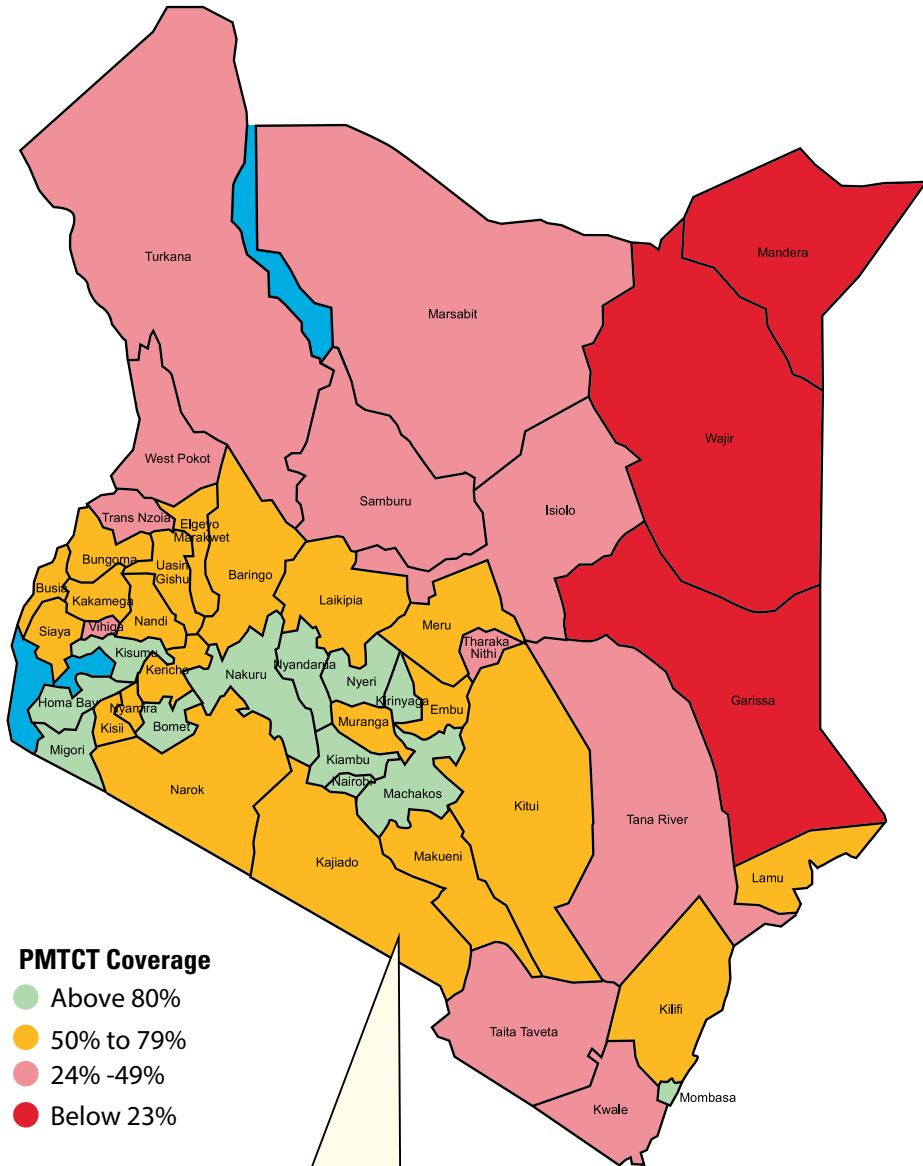 Turkana
Mandera
Marsabit
Wajir
West Pokot
Samburu
Isiolo
Trans Nzoia
Elgeyo
Marakwet
Bungoma
Uasin
Gishu
Baringo
Busia
Kakamega
Laikipia
Nandi
Meru
Siaya
Vihiga
Tharaka
Nithi
Kisumu
Kericho
Nakuru
Nyandarua
Nyeri
Garissa
Homa Bay
Nyamira
Kirinyaga
Embu
Kisii
Bomet
Muranga
Migori
Kiambu
Nairobi
Narok
Machakos
Kitui
Tana River
Kajiado
Makueni
Lamu
Kilifi
Taita Taveta
Kwale
Mombasa
PMTCT Coverage
Above 80%
50% to 79%
24% -49%
Below 23%